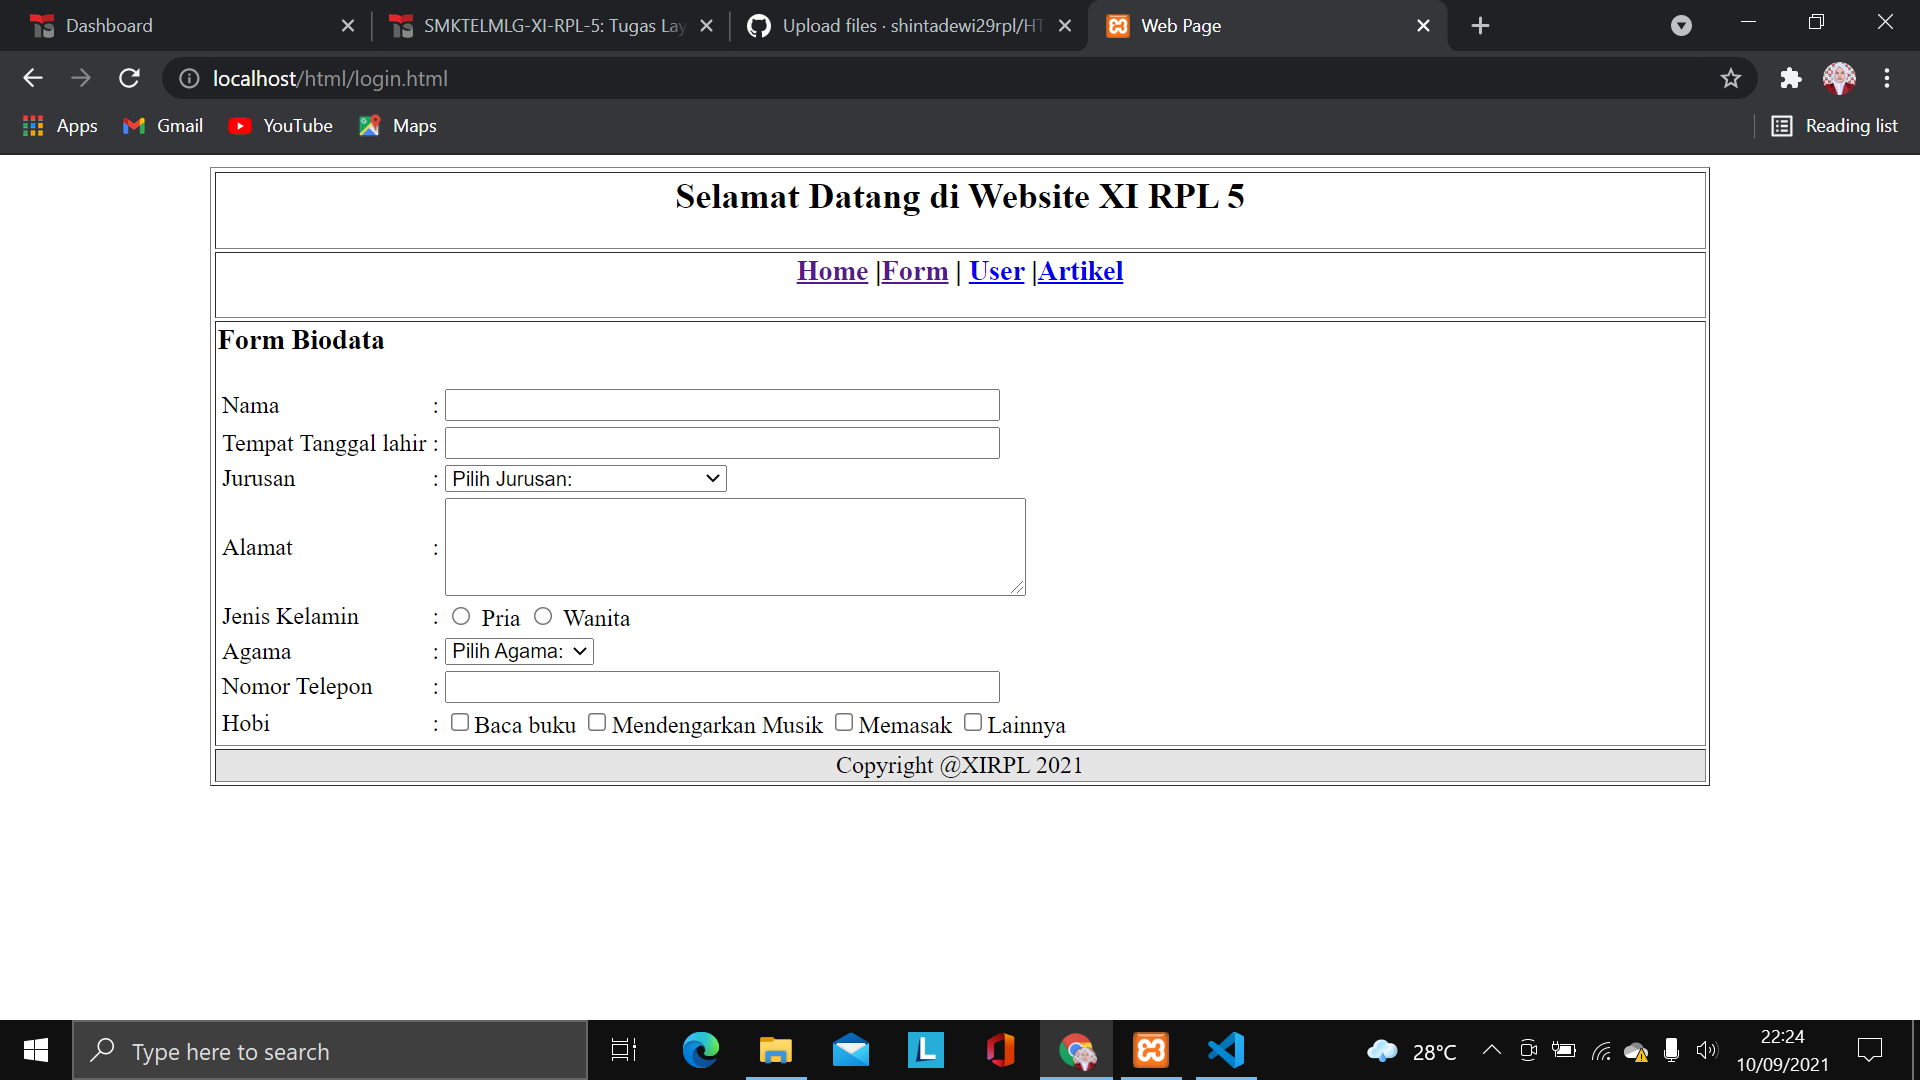 Dashboard
SMKTELMLG-XI-RPL-5: Tugas Lay
Upload files · shintadewi29rpl/HT
Web Page
localhost/html/login.html
Apps
Gmail
YouTube
Maps
Reading list
Selamat Datang di Website XI RPL 5
Home |Form | User |Artikel
Form Biodata
Nama :
Tempat Tanggal lahir :
Jurusan : Pilih Jurusan:
Alamat :
Jenis Kelamin : Pria Wanita
Agama : Pilih Agama:
Nomor Telepon :
Hobi : Baca buku Mendengarkan Musik Memasak Lainnya
Copyright @XIRPL 2021
Type here to search
L
28°C
22:24
10/09/2021